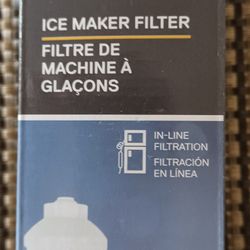 ICE MAKER FILTER
FILTRE DE
MACHINE À
GLAÇONS
IN-LINE
FILTRATION
FILTRACIÓN
EN LÍNEA